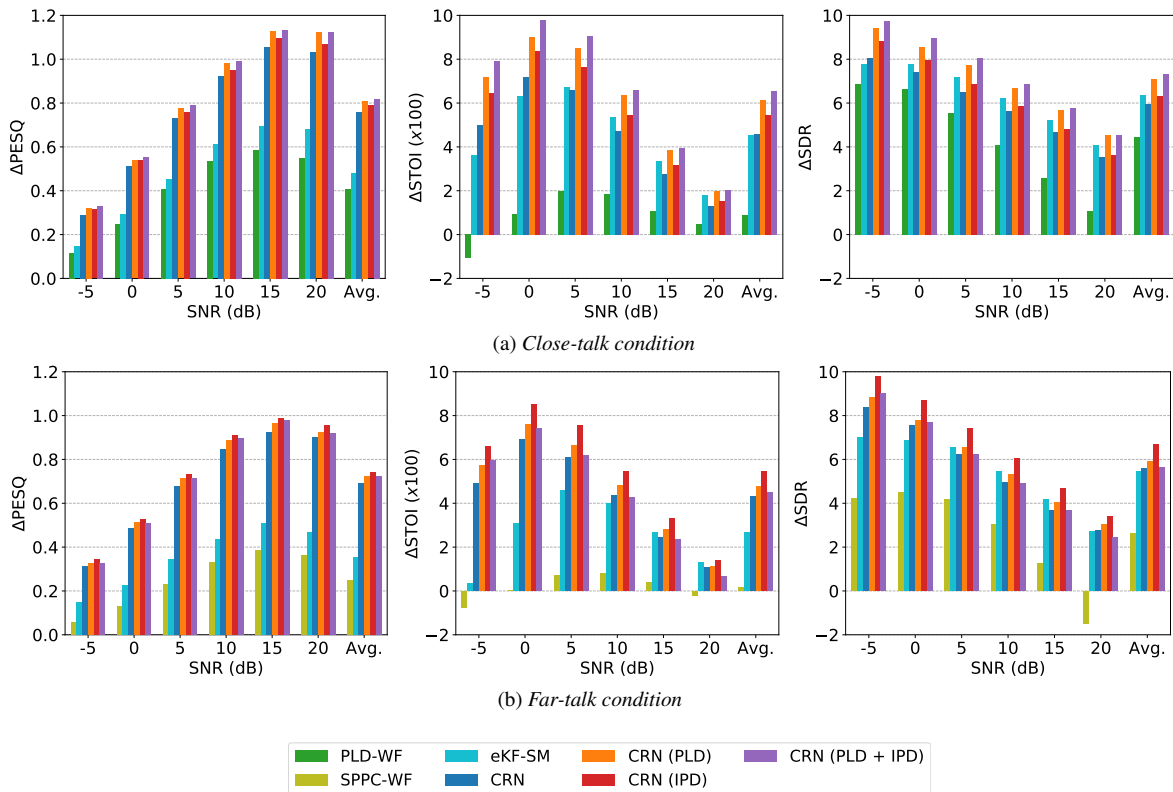 1.2
1.0
0.8
0.6
0.4
0.2
0.0
ΔPESQ
-5 0 5 10 15 20 Avg.
SNR (dB)
10
8
6
4
2
0
−2
ΔSTOI (x100)
-5 0 5 10 15 20 Avg.
SNR (dB)
10
8
6
4
2
0
−2
ΔSDR
-5 0 5 10 15 20 Avg.
SNR (dB)
(a) Close-talk condition
1.2
1.0
0.8
0.6
0.4
0.2
0.0
ΔPESQ
-5 0 5 10 15 20 Avg.
SNR (dB)
10
8
6
4
2
0
−2
ΔSTOI (x100)
-5 0 5 10 15 20 Avg.
SNR (dB)
10
8
6
4
2
0
−2
ΔSDR
-5 0 5 10 15 20 Avg.
SNR (dB)
(b) Far-talk condition
PLD-WF eKF-SM CRN (PLD) CRN (PLD + IPD)
SPPC-WF CRN CRN (IPD)